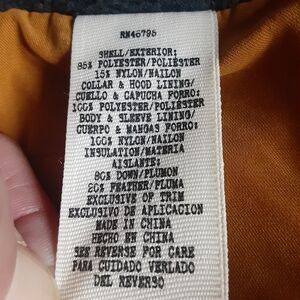 RN46795
SHELL/EXTERIOR:
85% POLYESTER/POLIÉSTER
15% NYLON/NAILON
COLLAR & HOOD LINING/
CUELLO & CAPUCHA FORRO:
100% POLYESTER/POLIÉSTER
BODY & SLEEVE LINING/
CUERPO & MANGAS FORRO:
100% NYLON/NAILON
INSULATION/MATERIA
AISLANTE:
80% DOWN/PLUMON
20% FEATHER/PLUMA
EXCLUSIVE OF TRIM
EXCLUSIVO DE APLICACION
MADE IN CHINA
HECHO EN CHINA
SEE REVERSE FOR CARE
PARA CUIDADO VERLADO
DEL REVERSO